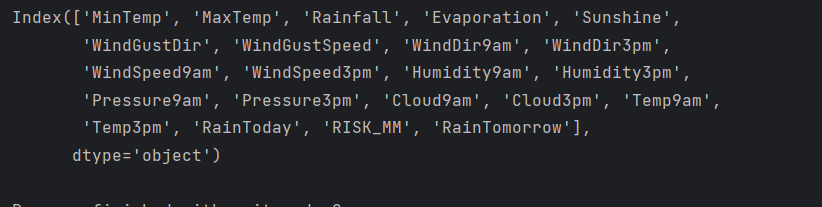 Index(['MinTemp', 'MaxTemp', 'Rainfall', 'Evaporation', 'Sunshine',
'WindGustDir', 'WindGustSpeed', 'WindDir9am', 'WindDir3pm',
'WindSpeed9am', 'WindSpeed3pm', 'Humidity9am', 'Humidity3pm',
'Pressure9am', 'Pressure3pm', 'Cloud9am', 'Cloud3pm', 'Temp9am',
'Temp3pm', 'RainToday', 'RISK_MM', 'RainTomorrow'],
dtype='object')